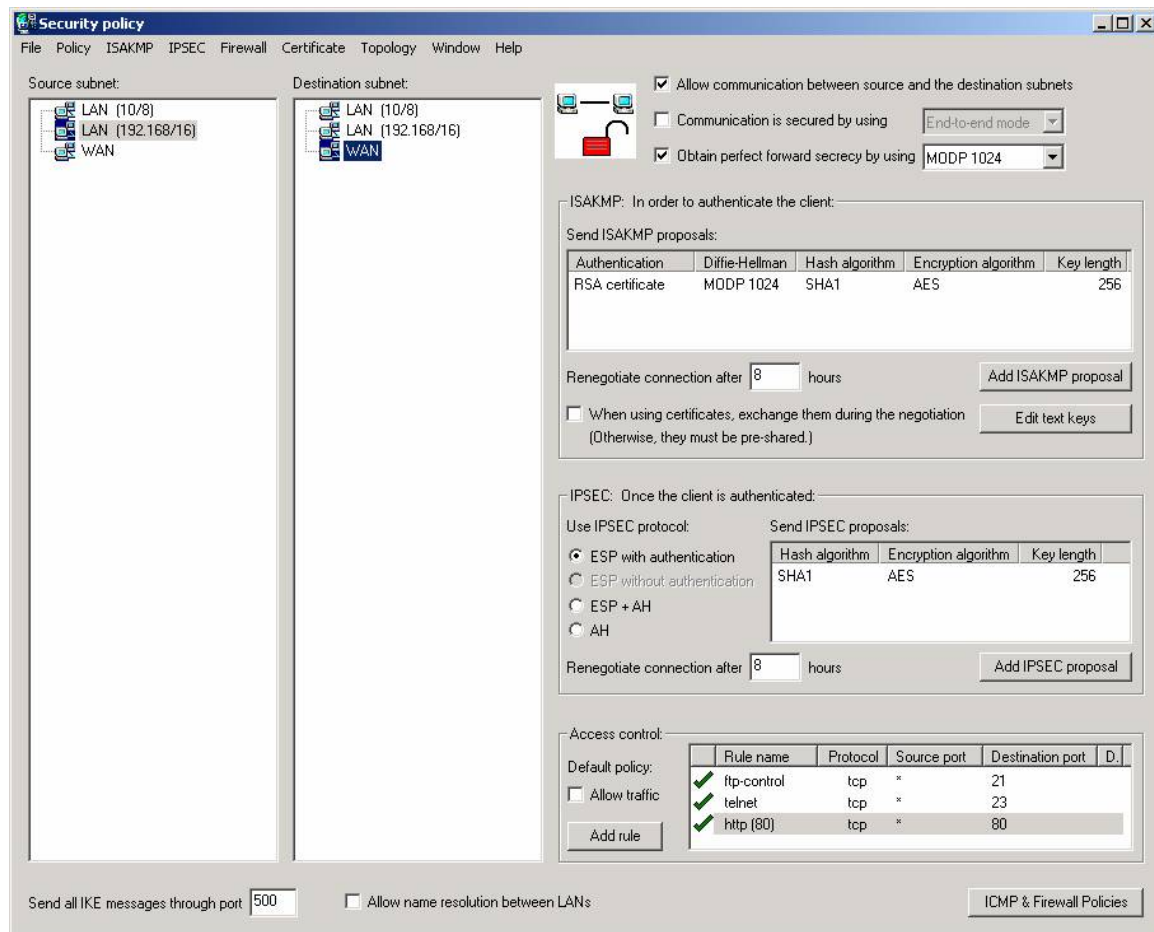 Security policy
File Policy ISAKMP IPSEC Firewall Certificate Topology Window Help
Source subnet:
LAN (10/8)
LAN (192.168/16)
WAN
Destination subnet:
LAN (10/8)
LAN (192.168/16)
WAN
Allow communication between source and the destination subnets
Communication is secured by using End-to-end mode
Obtain perfect forward secrecy by using MODP 1024
ISAKMP: In order to authenticate the client:
Send ISAKMP proposals:
Authentication Diffie-Hellman Hash algorithm Encryption algorithm Key length
RSA certificate MODP 1024 SHA1 AES 256
Renegotiate connection after 8 hours Add ISAKMP proposal
When using certificates, exchange them during the negotiation
(Otherwise, they must be pre-shared.)
Edit text keys
IPSEC: Once the client is authenticated:
Use IPSEC protocol:
ESP with authentication
ESP without authentication
ESP + AH
AH
Send IPSEC proposals:
Hash algorithm Encryption algorithm Key length
SHA1 AES 256
Renegotiate connection after 8 hours Add IPSEC proposal
Access control:
Default policy:
Allow traffic
Add rule
Rule name Protocol Source port Destination port D.
ftp-control tcp * 21
telnet tcp * 23
http (80) tcp * 80
Send all IKE messages through port 500 Allow name resolution between LANs ICMP & Firewall Policies